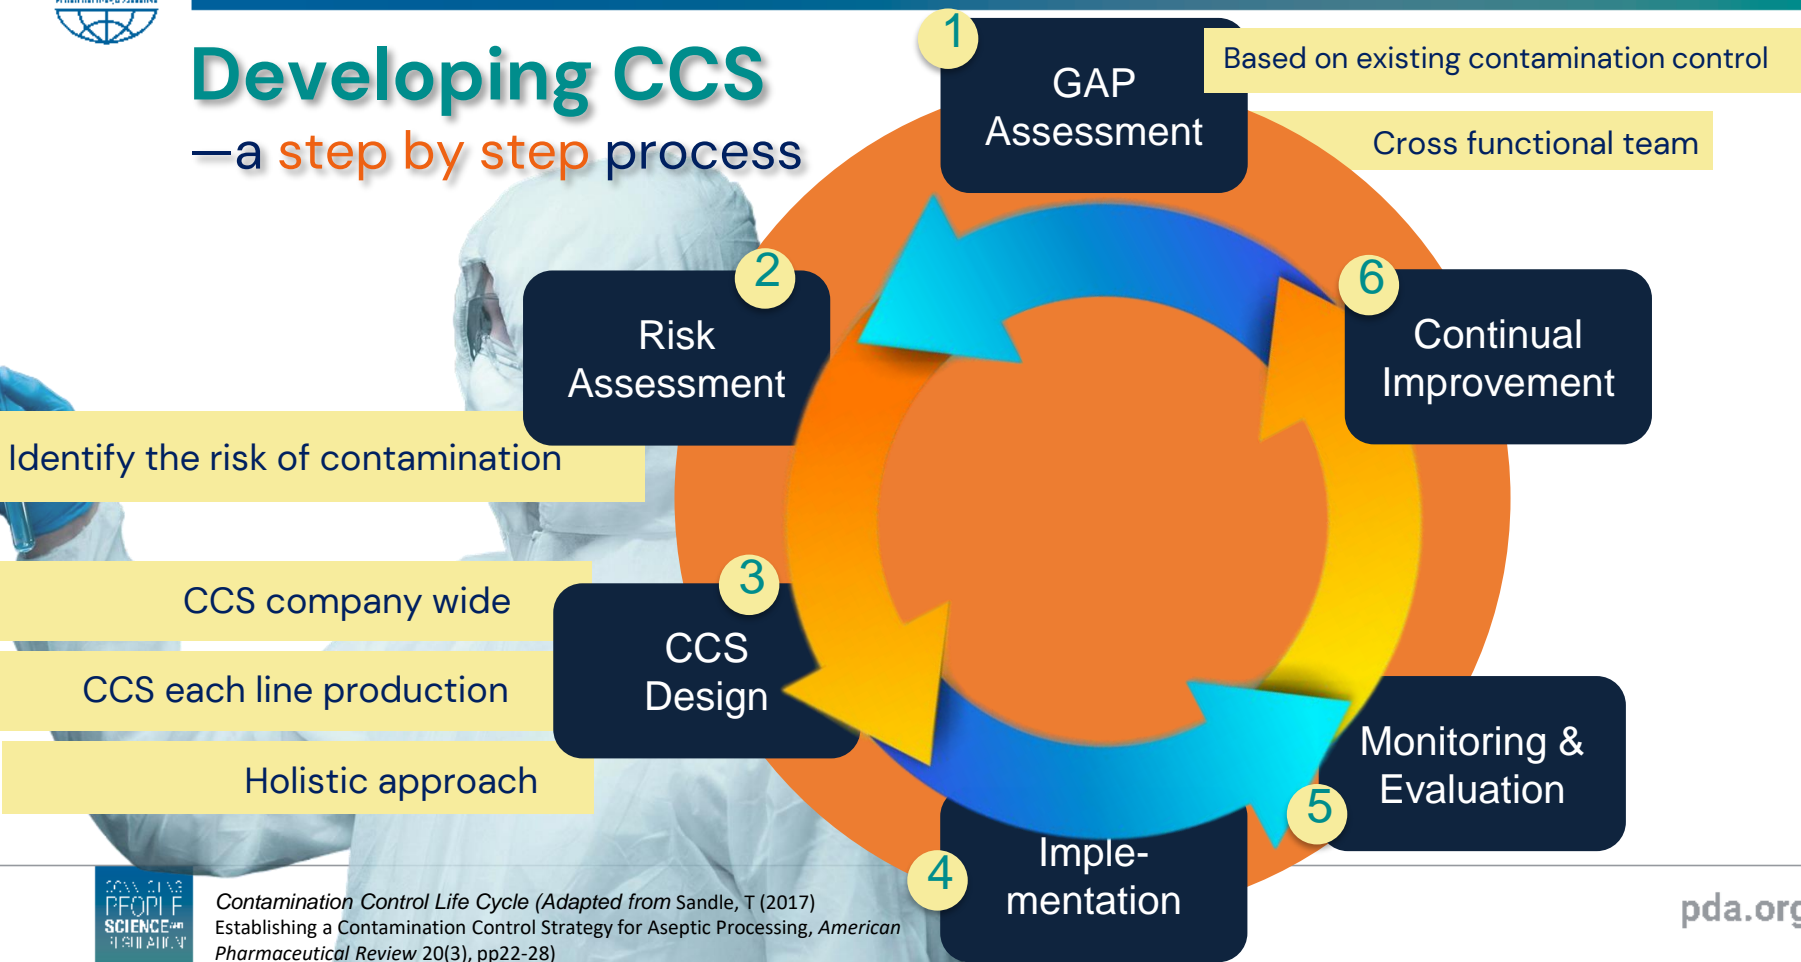 Developing CCS
—a step by step process
1
GAP
Assessment
Based on existing contamination control
Cross functional team
2
Risk
Assessment
Identify the risk of contamination
3
CCS
Design
CCS company wide
CCS each line production
Holistic approach
4
Imple-
mentation
5
Monitoring &
Evaluation
6
Continual
Improvement
CONNECTING
PEOPLE
SCIENCE AND
REGULATION
Contamination Control Life Cycle (Adapted from Sandle, T (2017)
Establishing a Contamination Control Strategy for Aseptic Processing, American
Pharmaceutical Review 20(3), pp22-28)
pda.org